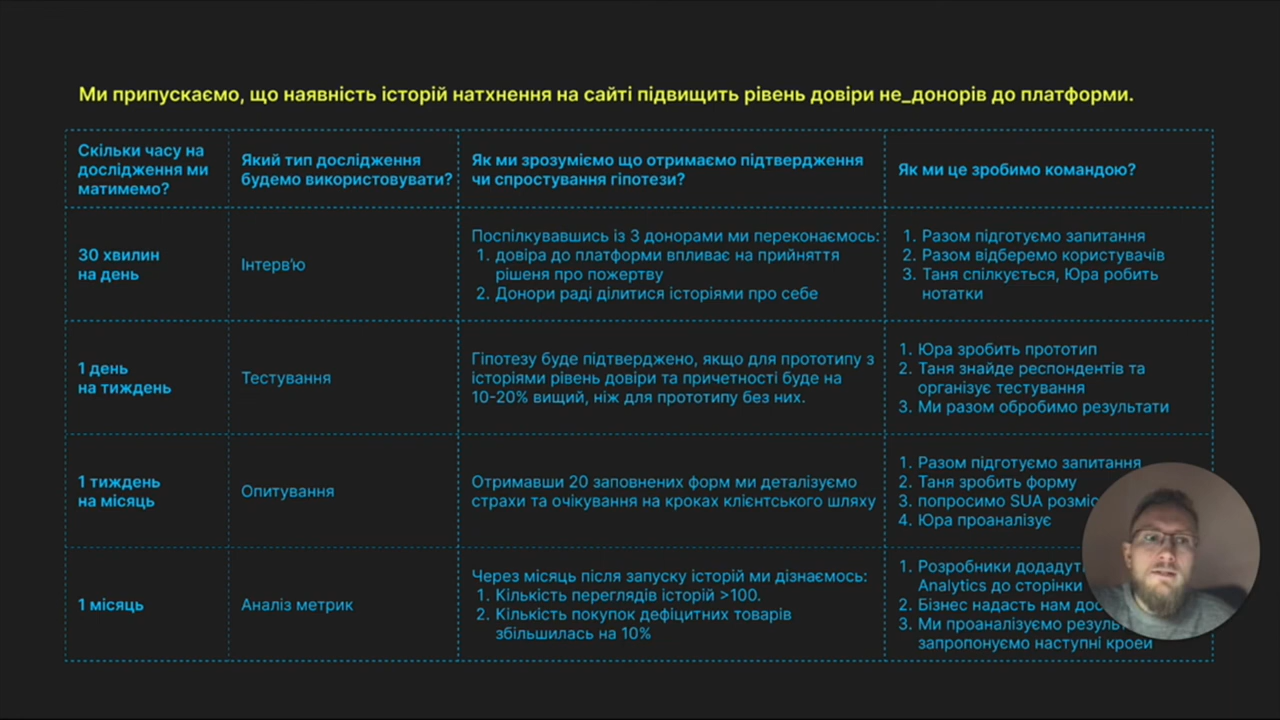 Ми припускаємо, що наявність історій натхнення на сайті підвищить рівень довіри не_донорів до платформи.
Скільки часу на
дослідження ми
матимемо?
Який тип дослідження
будемо використовувати?
Як ми зрозуміємо що отримаємо підтвердження
чи спростування гіпотези?
Як ми це зробимо командою?
30 хвилин
на день
Інтерв'ю
Поспілкувавшись із 3 донорами ми переконаємось:
1. довіра до платформи впливає на прийняття
рішеня про пожертву
2. Донори раді ділитися історіями про себе
1. Разом підготуємо запитання
2. Разом відберемо користувачів
3. Таня спілкується, Юра робить
нотатки
1 день
на тиждень
Тестування
Гіпотезу буде підтверджено, якщо для прототипу з
історіями рівень довіри та причетності буде на
10-20% вищий, ніж для прототипу без них.
1. Юра зробить прототип
2. Таня знайде респондентів та
організує тестування
3. Ми разом обробимо результати
1 тиждень
на місяць
Опитування
Отримавши 20 заповнених форм ми деталізуємо
страхи та очікування на кроках клієнтського шляху
1. Разом підготуємо запитання
2. Таня зробить форму
3. попросимо SUA
4. Юра проаналізує
1 місяць
Аналіз метрик
Через місяць після запуску історій ми дізнаємось:
1. Кількість переглядів історій >100.
2. Кількість покупок дефіцитних товарів
збільшилась на 10%
1. Розробники
Analytics до сторінки
2. Бізнес надасть нам
3. Ми проаналізуємо
запропонуємо наступні кроеи